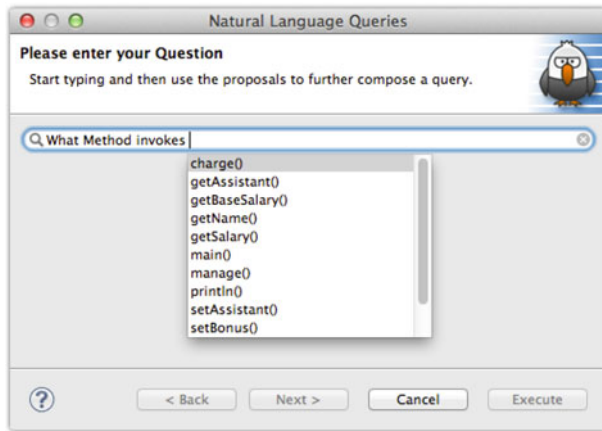 Natural Language Queries
Please enter your Question
Start typing and then use the proposals to further compose a query.
What Method invokes
charge()
getAssistant()
getBaseSalary()
getName()
getSalary()
main()
manage()
println()
setAssistant()
setBonus()
?
< Back Next > Cancel Execute